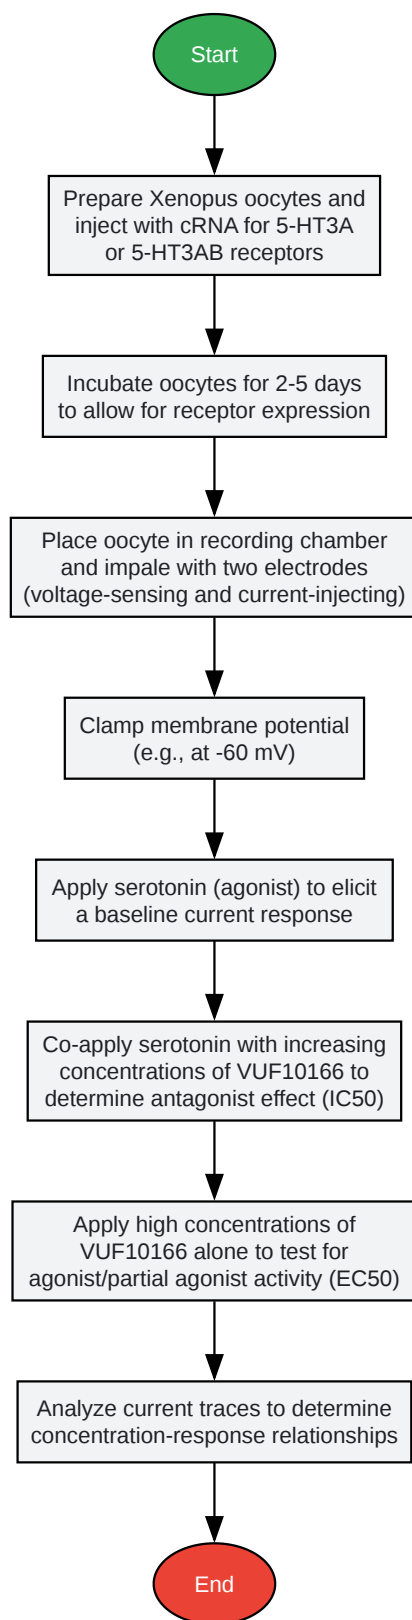 Start
Prepare Xenopus oocytes and
inject with cRNA for 5-HT3A
or 5-HT3AB receptors
Incubate oocytes for 2-5 days
to allow for receptor expression
Place oocyte in recording chamber
and impale with two electrodes
(voltage-sensing and current-injecting)
Clamp membrane potential
(e.g., at -60 mV)
Apply serotonin (agonist) to elicit
a baseline current response
Co-apply serotonin with increasing
concentrations of VUF10166 to
determine antagonist effect (IC50)
Apply high concentrations of
VUF10166 alone to test for
agonist/partial agonist activity (EC50)
Analyze current traces to determine
concentration-response relationships
End